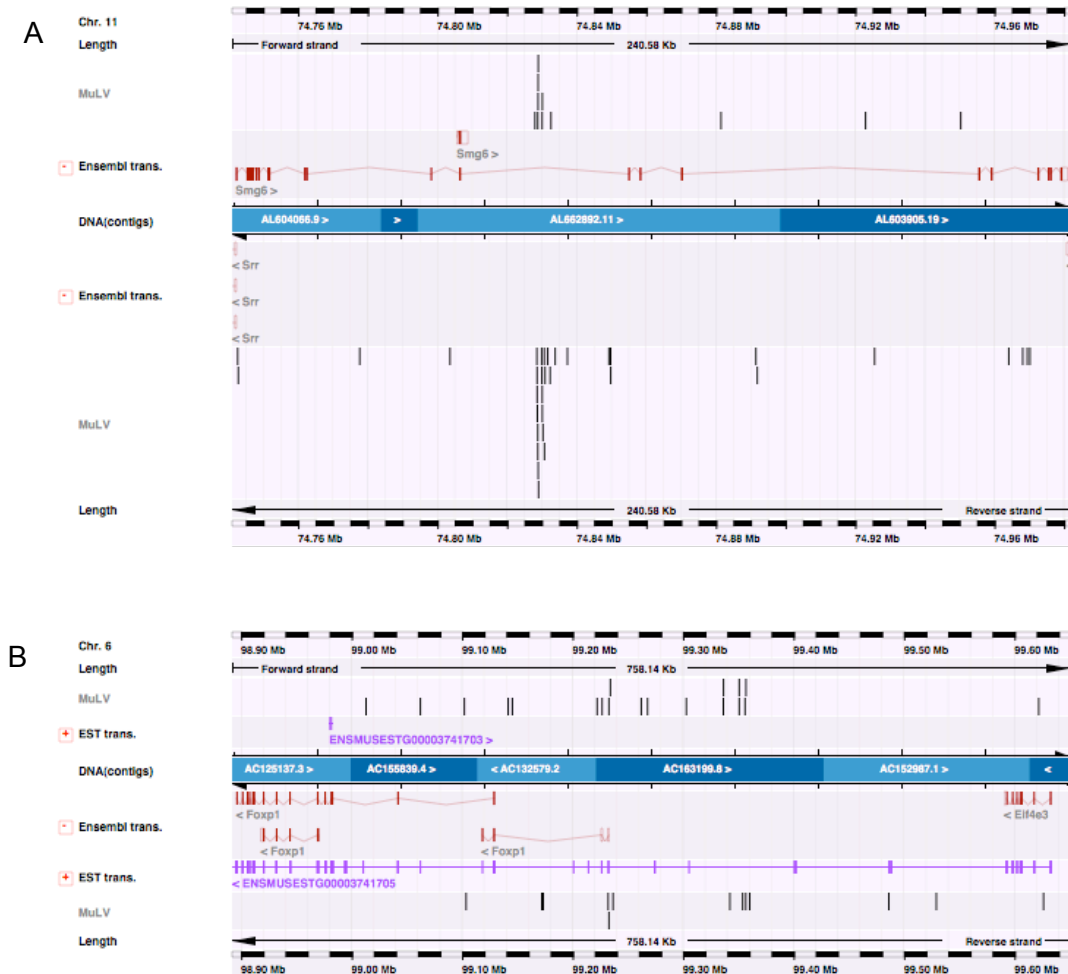 A
Chr. 11
74.76 Mb 74.80 Mb 74.84 Mb 74.88 Mb 74.92 Mb 74.96 Mb
Length
Forward strand 240.58 Kb
MuLV
Smg6 >
- Ensembl trans.
Smg6 >
DNA(contigs)
AL604066.9 > > AL662892.11 > AL603905.19 >
< Srr <
- Ensembl trans.
< Srr
< Srr
MuLV
Length
240.58 Kb Reverse strand
74.76 Mb 74.80 Mb 74.84 Mb 74.88 Mb 74.92 Mb 74.96 Mb
B
Chr. 6
98.90 Mb 99.00 Mb 99.10 Mb 99.20 Mb 99.30 Mb 99.40 Mb 99.50 Mb 99.60 Mb
Length
Forward strand 758.14 Kb
MuLV
+ EST trans.
ENSMUSESTG00003741703 >
DNA(contigs)
AC125137.3 > AC155839.4 > < AC132579.2 AC163199.8 > AC152987.1 > <
< Foxp1 < Eif4e3
- Ensembl trans.
< Foxp1 < Foxp1
+ EST trans.
< ENSMUSESTG00003741705
MuLV
Length
758.14 Kb Reverse strand
98.90 Mb 99.00 Mb 99.10 Mb 99.20 Mb 99.30 Mb 99.40 Mb 99.50 Mb 99.60 Mb